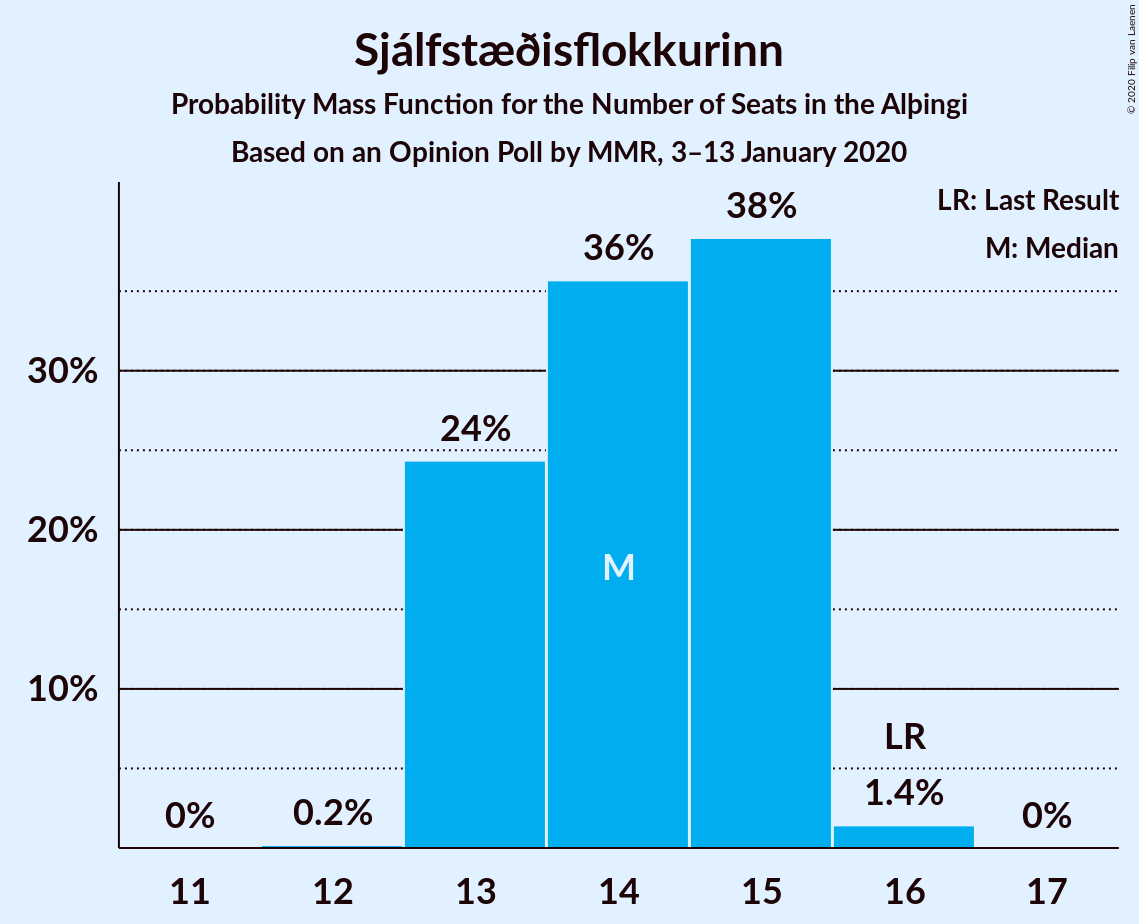 Sjálfstæðisflokkurinn
Probability Mass Function for the Number of Seats in the Alþingi
Based on an Opinion Poll by MMR, 3–13 January 2020
© 2020 Filip van Laenen
LR: Last Result
M: Median
38%
36%
30%
24%
20%
M
10%
LR
1.4%
0%
0.2%
0%
11 12 13 14 15 16 17